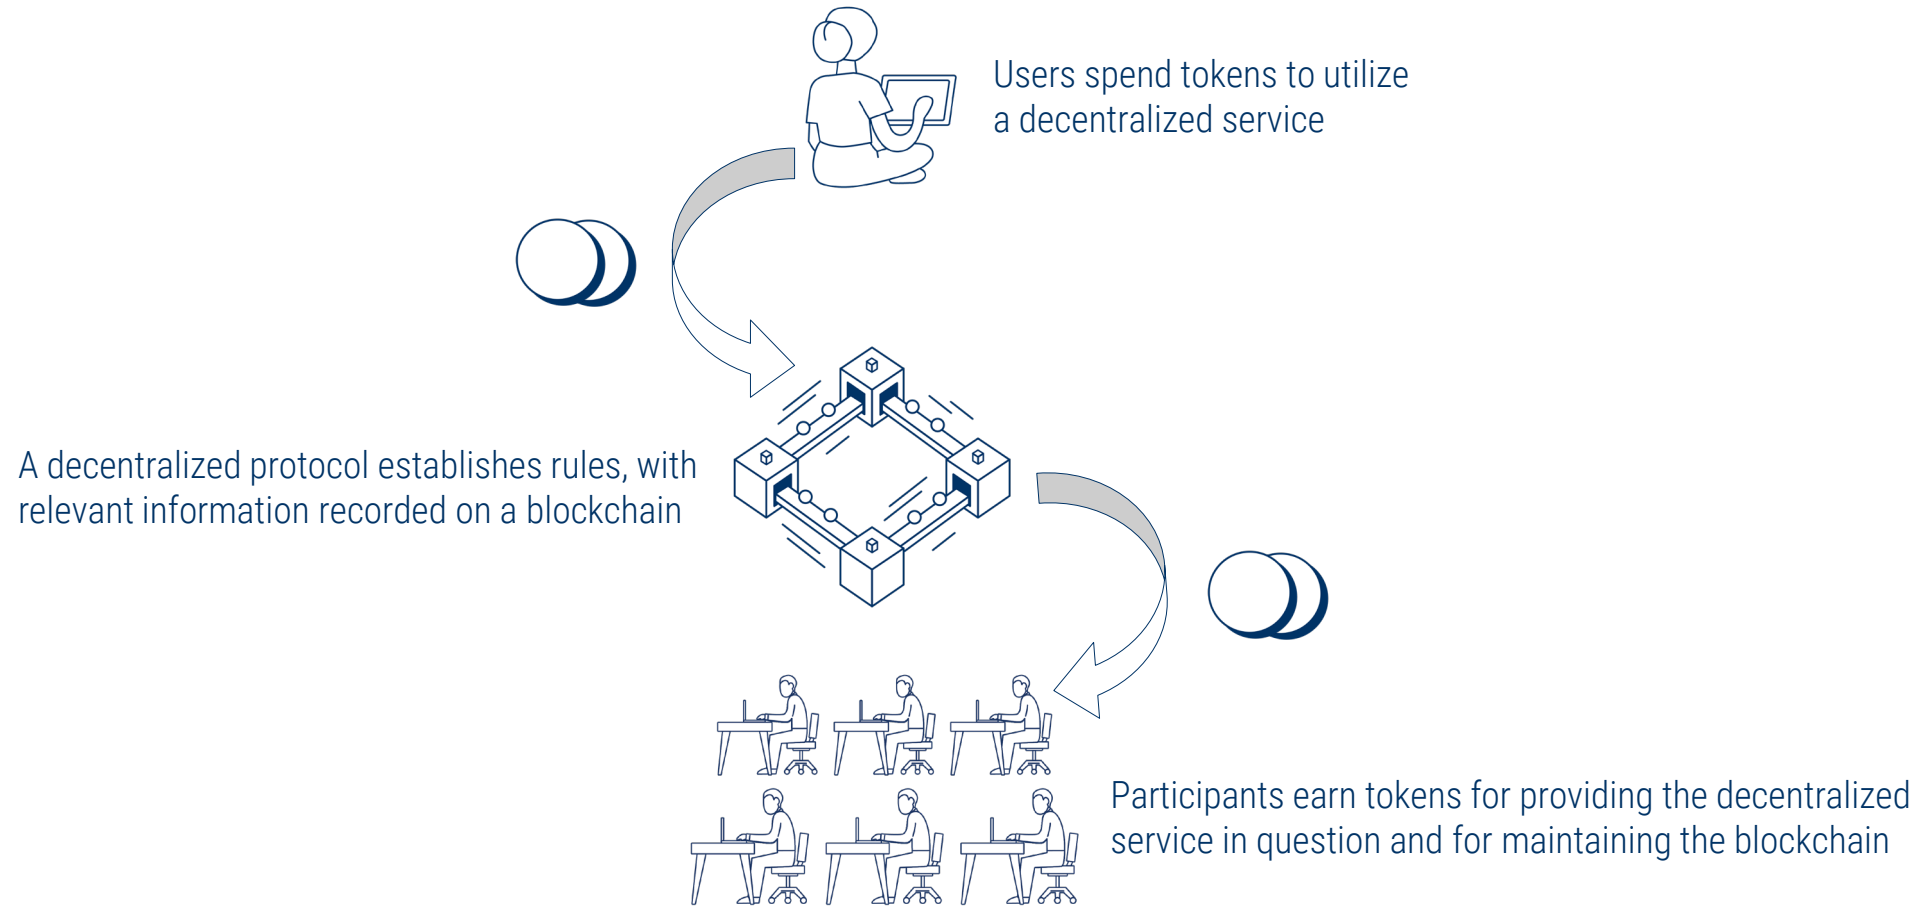 Users spend tokens to utilize
a decentralized service
A decentralized protocol establishes rules, with
relevant information recorded on a blockchain
Participants earn tokens for providing the decentralized
service in question and for maintaining the blockchain